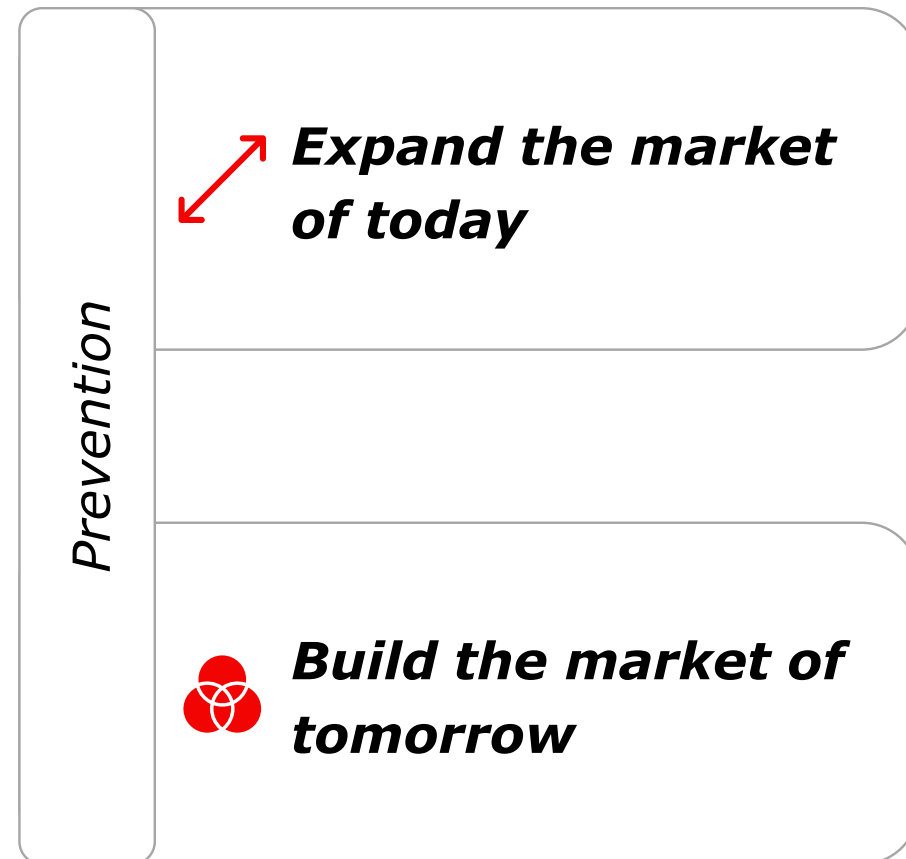 Prevention
Expand the market
of today
Build the market of
tomorrow